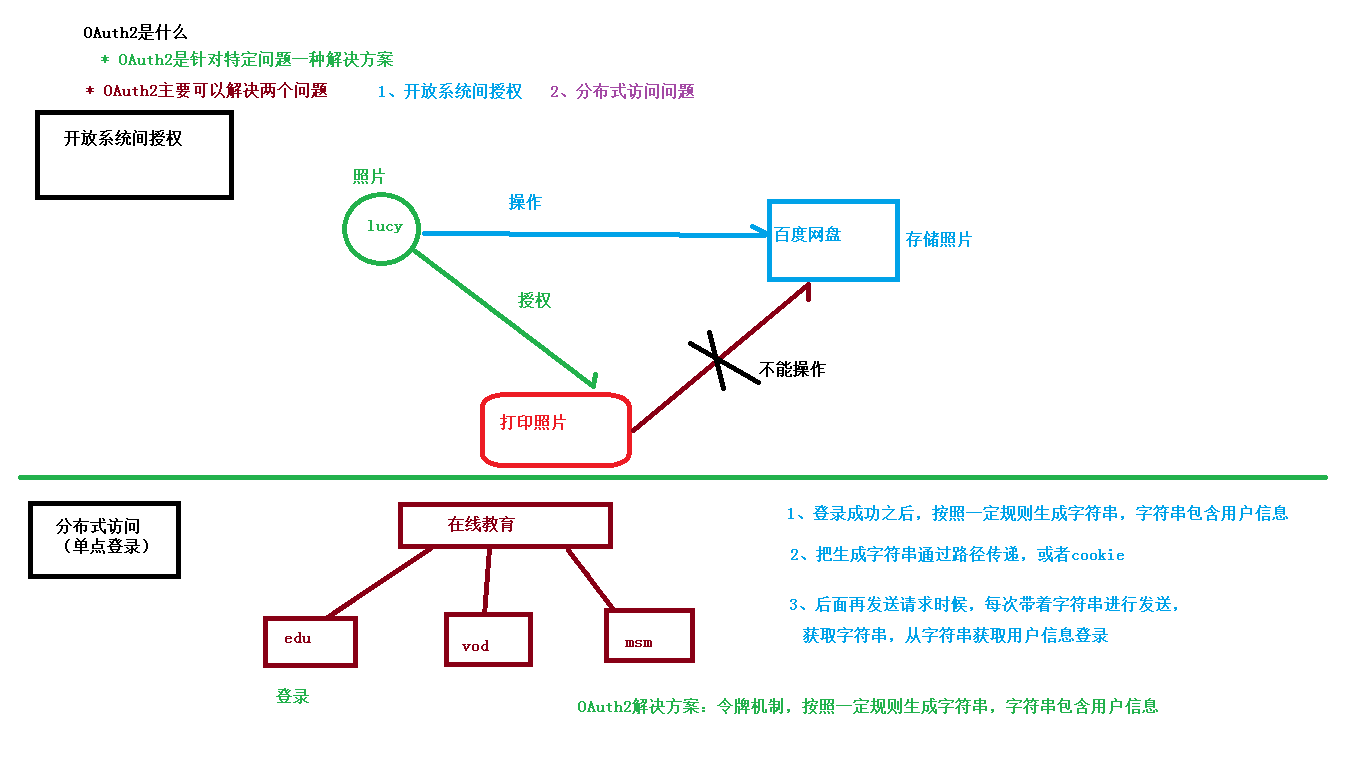 OAuth2是什么
* OAuth2是针对特定问题一种解决方案
* OAuth2主要可以解决两个问题 1、开放系统间授权 2、分布式访问问题
开放系统间授权
照片
lucy
操作
百度网盘
存储照片
授权
不能操作
打印照片
分布式访问
（单点登录）
在线教育
edu
vod
msm
登录
1、登录成功之后，按照一定规则生成字符串，字符串包含用户信息
2、把生成字符串通过路径传递，或者cookie
3、后面再发送请求时候，每次带着字符串进行发送，
获取字符串，从字符串获取用户信息登录
OAuth2解决方案：令牌机制，按照一定规则生成字符串，字符串包含用户信息